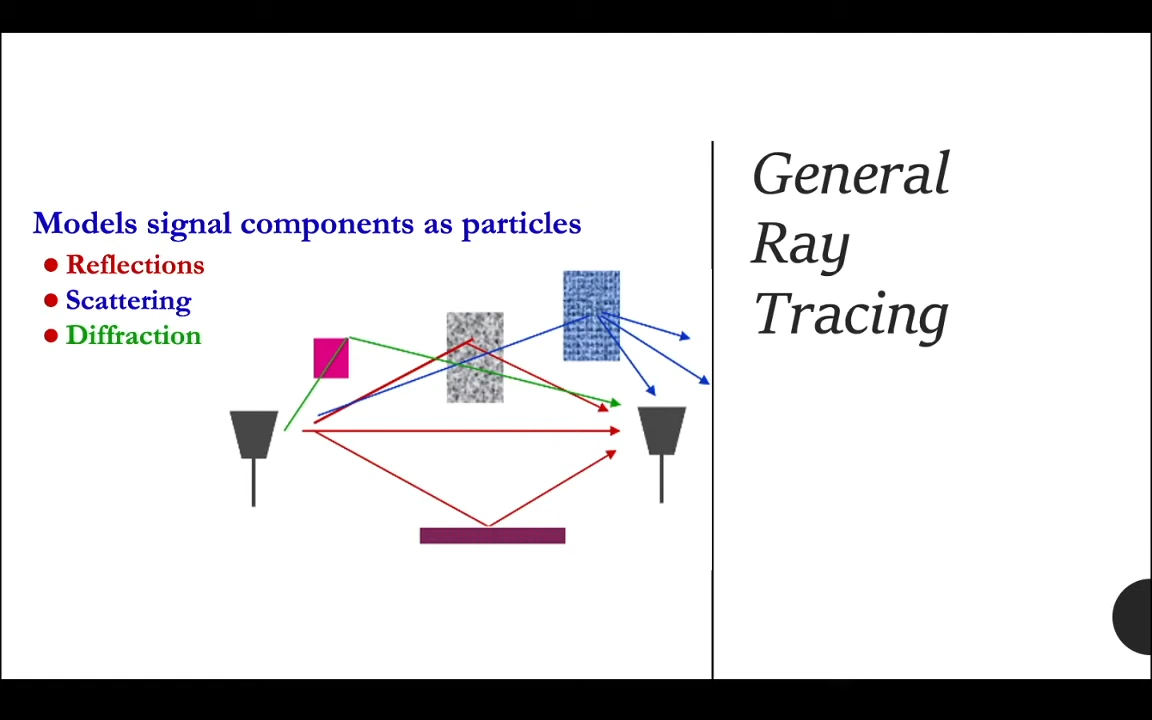 General
Ray
Tracing
Models signal components as particles
● Reflections
● Scattering
● Diffraction